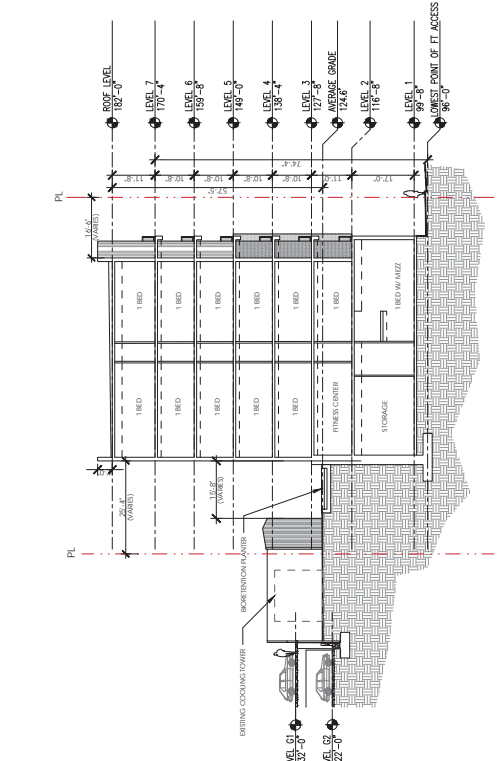 ROOF LEVEL
182'-0"
LEVEL 7
170'-4"
LEVEL 6
159'-8"
LEVEL 5
149'-0"
LEVEL 4
138'-4"
LEVEL 3
127'-8"
AVERAGE GRADE
124.6'
LEVEL 2
116'-8"
LEVEL 1
99'-8"
LOWEST POINT OF FT ACCESS
96'-0"
74'-4"
11'-8"
10'-8"
10'-8"
10'-8"
10'-8"
11'-0"
17'-0"
57'-5"
PL
16'-6"
(VARIES)
1 BED
1 BED
1 BED
1 BED
1 BED
1 BED
1 BED W/ MEZZ
1 BED
1 BED
1 BED
1 BED
1 BED
FITNESS CENTER
STORAGE
25'-4"
(VARIES)
15'-8"
(VARIES)
PL
BIORETENTION PLANTER
EXISTING COOLING TOWER
VEL G1
32'-0"
VEL G2
22'-0"